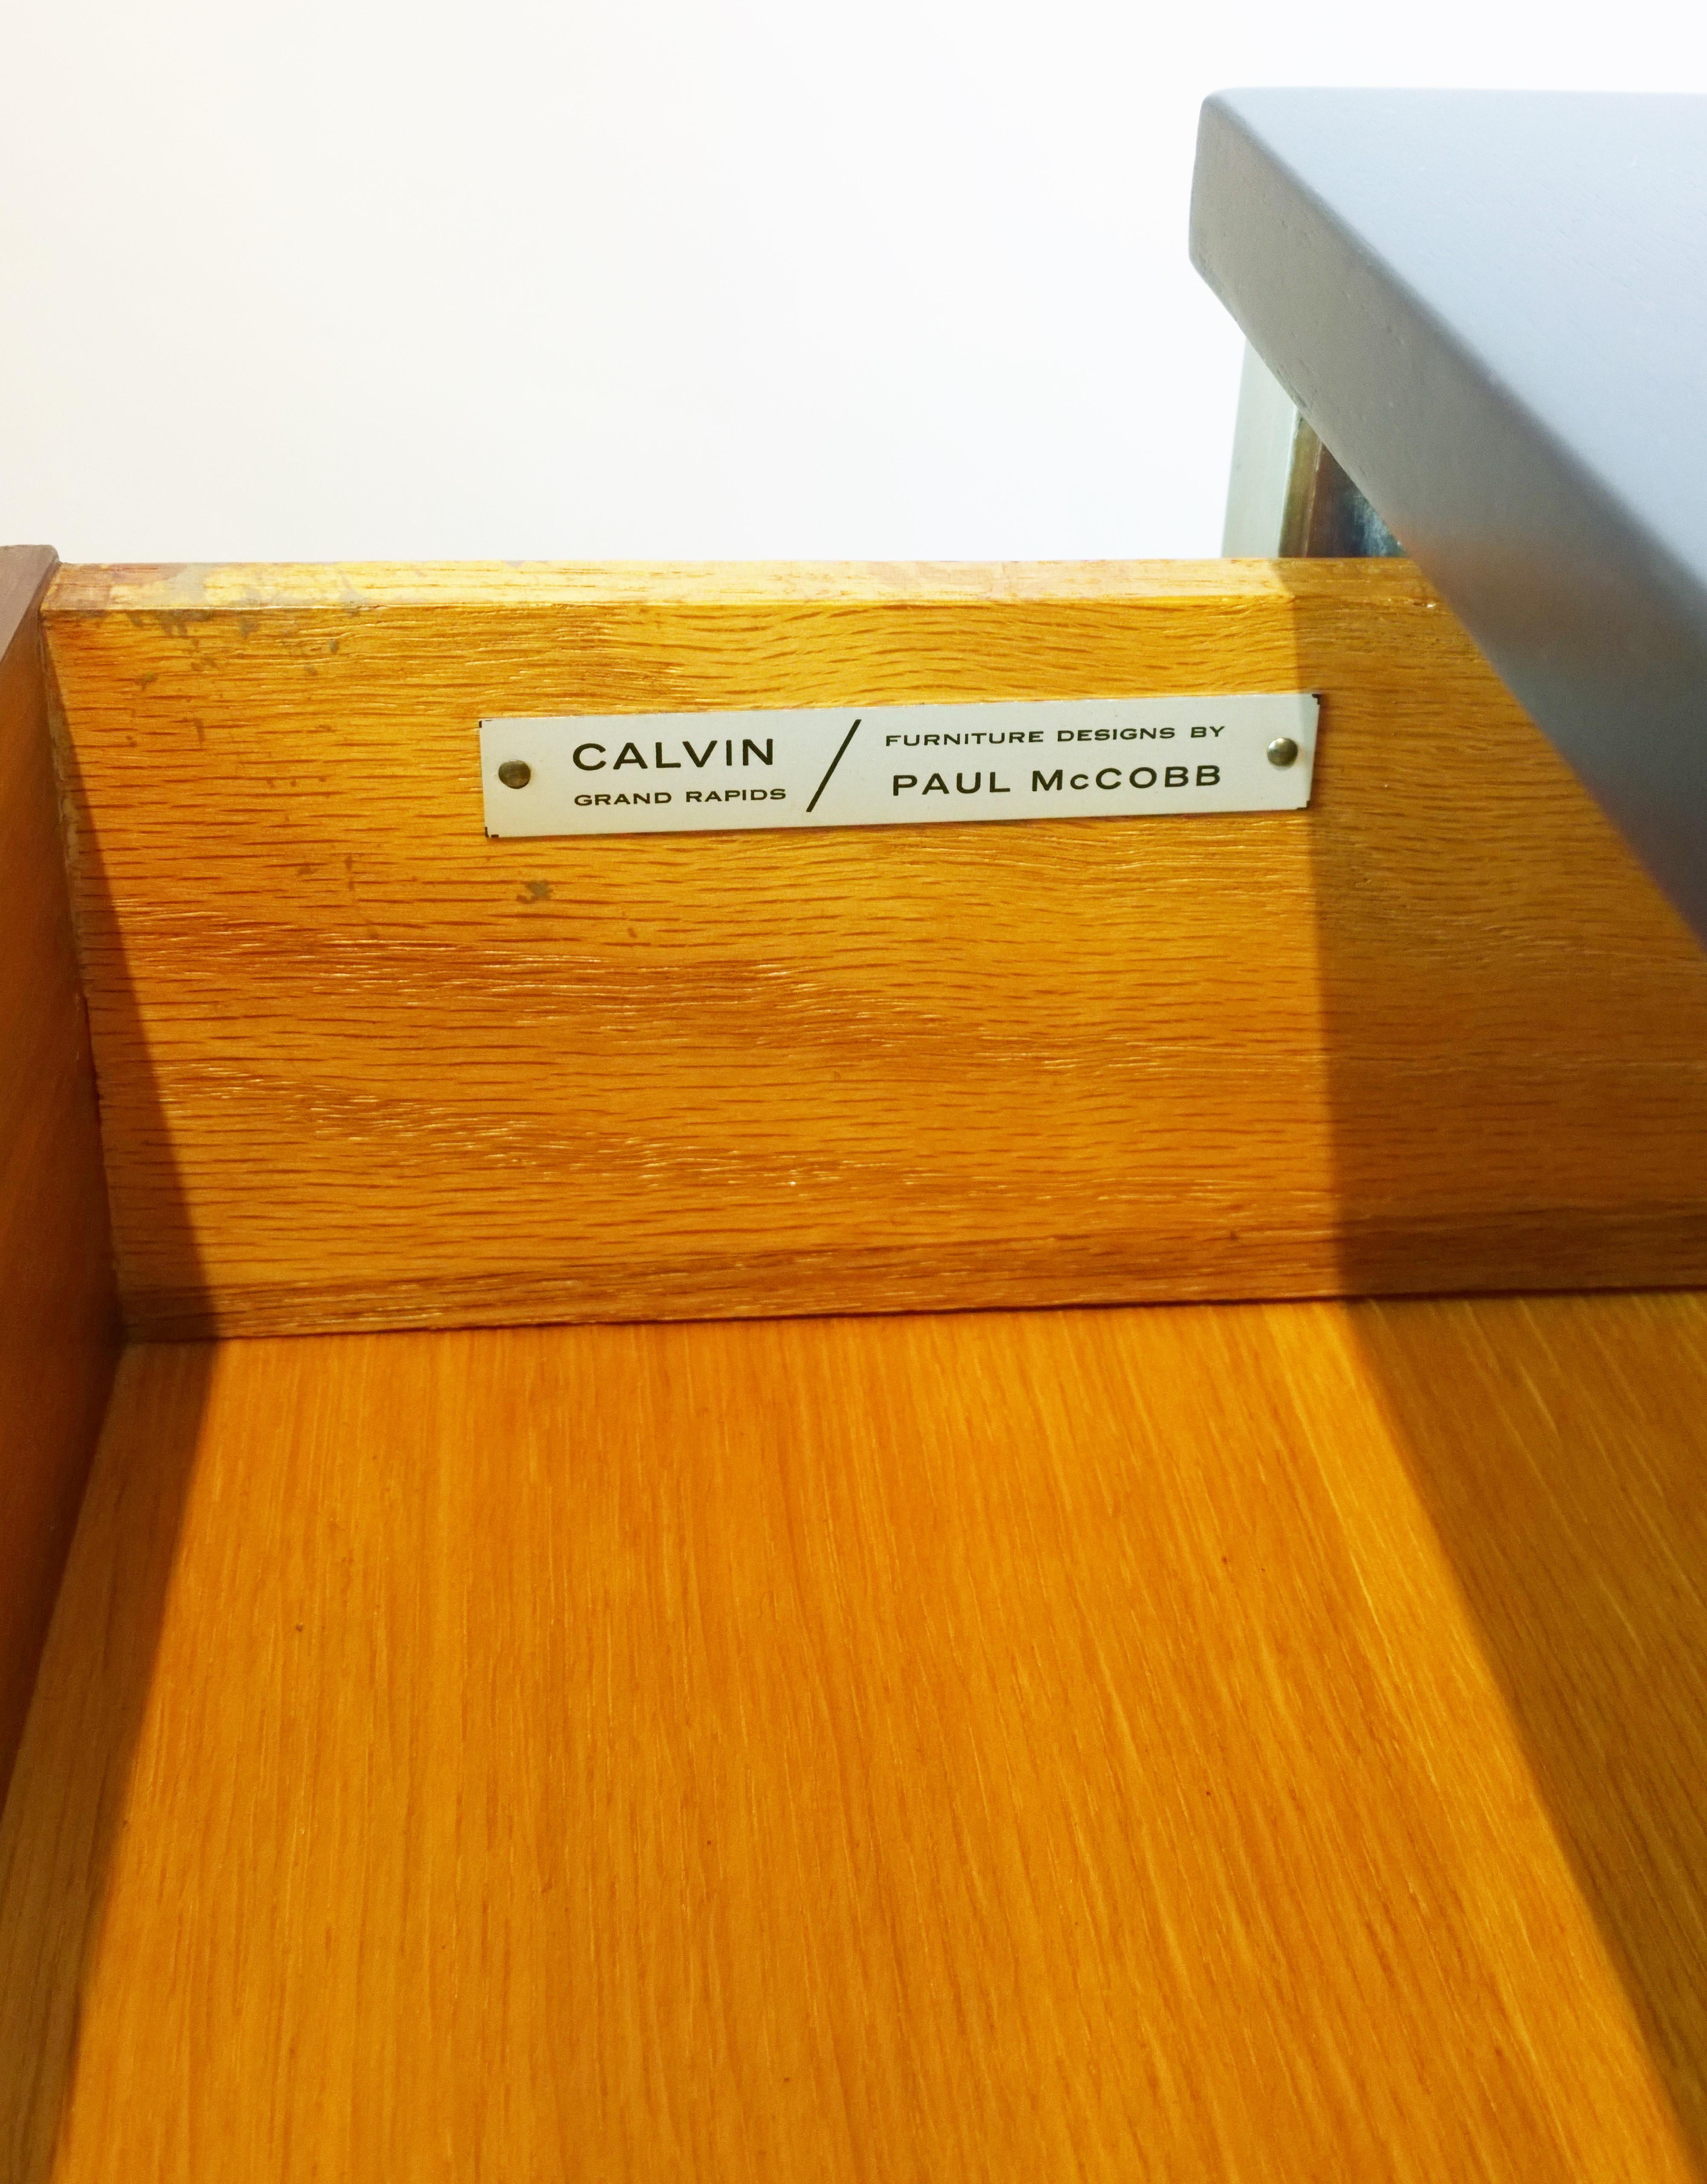 CALVIN
GRAND RAPIDS
/
FURNITURE DESIGNS BY
PAUL McCOBB